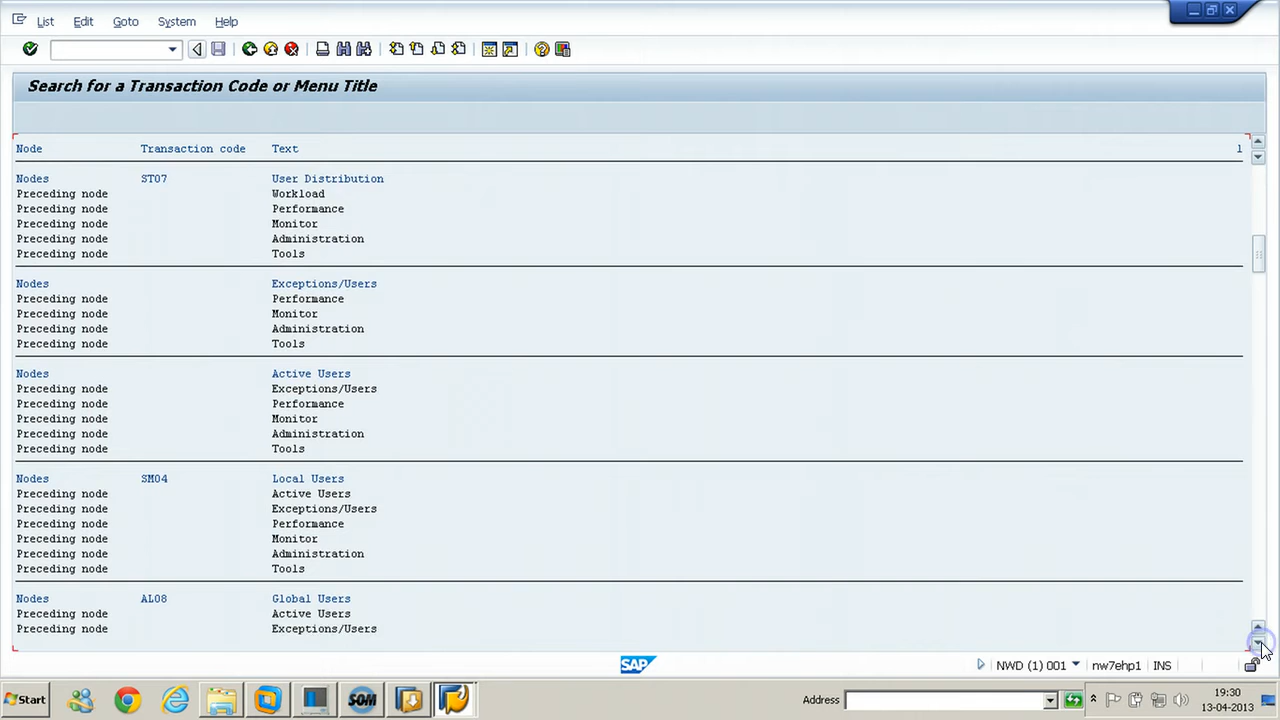 List Edit Goto System Help
Search for a Transaction Code or Menu Title
Node Transaction code Text 1
Nodes ST07 User Distribution
Preceding node Workload
Preceding node Performance
Preceding node Monitor
Preceding node Administration
Preceding node Tools
Nodes Exceptions/Users
Preceding node Performance
Preceding node Monitor
Preceding node Administration
Preceding node Tools
Nodes Active Users
Preceding node Exceptions/Users
Preceding node Performance
Preceding node Monitor
Preceding node Administration
Preceding node Tools
Nodes SM04 Local Users
Preceding node Active Users
Preceding node Exceptions/Users
Preceding node Performance
Preceding node Monitor
Preceding node Administration
Preceding node Tools
Nodes AL08 Global Users
Preceding node Active Users
Preceding node Exceptions/Users
SAP NWD (1) 001 nw7ehp1 INS
Start SOM Address 19:30
13-04-2013